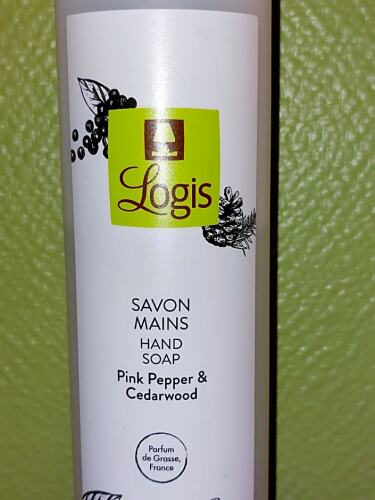 Logis
SAVON
MAINS
HAND
SOAP
Pink Pepper &
Cedarwood
Parfum
de Grasse,
France